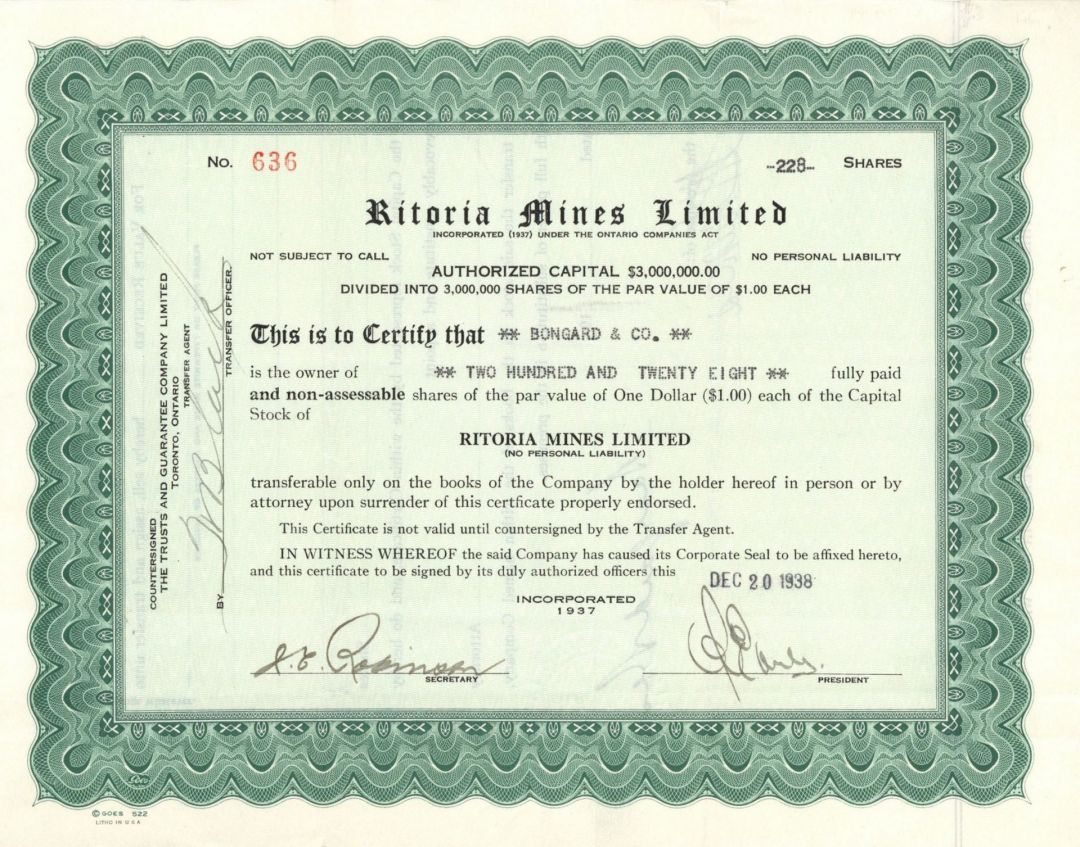 No. 636 -228- SHARES
Ritoria Mines Limited
INCORPORATED (1937) UNDER THE ONTARIO COMPANIES ACT
NOT SUBJECT TO CALL NO PERSONAL LIABILITY
AUTHORIZED CAPITAL $3,000,000.00
DIVIDED INTO 3,000,000 SHARES OF THE PAR VALUE OF $1.00 EACH
This is to Certify that ** BONGARD & CO. **
is the owner of ** TWO HUNDRED AND TWENTY EIGHT ** fully paid
and non-assessable shares of the par value of One Dollar ($1.00) each of the Capital
Stock of
RITORIA MINES LIMITED
(NO PERSONAL LIABILITY)
transferable only on the books of the Company by the holder hereof in person or by
attorney upon surrender of this certficate properly endorsed.
This Certificate is not valid until countersigned by the Transfer Agent.
IN WITNESS WHEREOF the said Company has caused its Corporate Seal to be affixed hereto,
and this certificate to be signed by its duly authorized officers this DEC 20 1938
INCORPORATED
1937
J. E. Robinson
SECRETARY
PRESIDENT
COUNTERSIGNED
THE TRUSTS AND GUARANTEE COMPANY LIMITED
TORONTO, ONTARIO
TRANSFER AGENT
BY
TRANSFER OFFICER.
Goes
© GOES 522
LITHO IN U S A